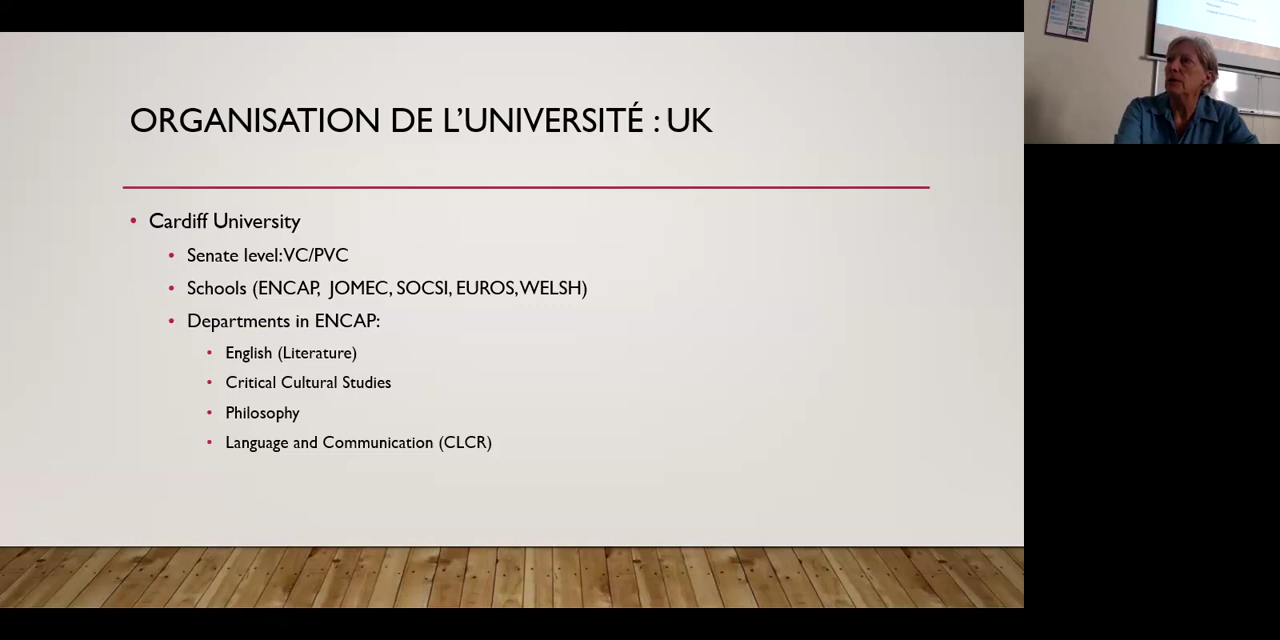 ORGANISATION DE L'UNIVERSITÉ : UK
• Cardiff University
• Senate level: VC/PVC
• Schools (ENCAP,  JOMEC, SOCSI, EUROS, WELSH)
• Departments in ENCAP:
• English (Literature)
• Critical Cultural Studies
• Philosophy
• Language and Communication (CLCR)